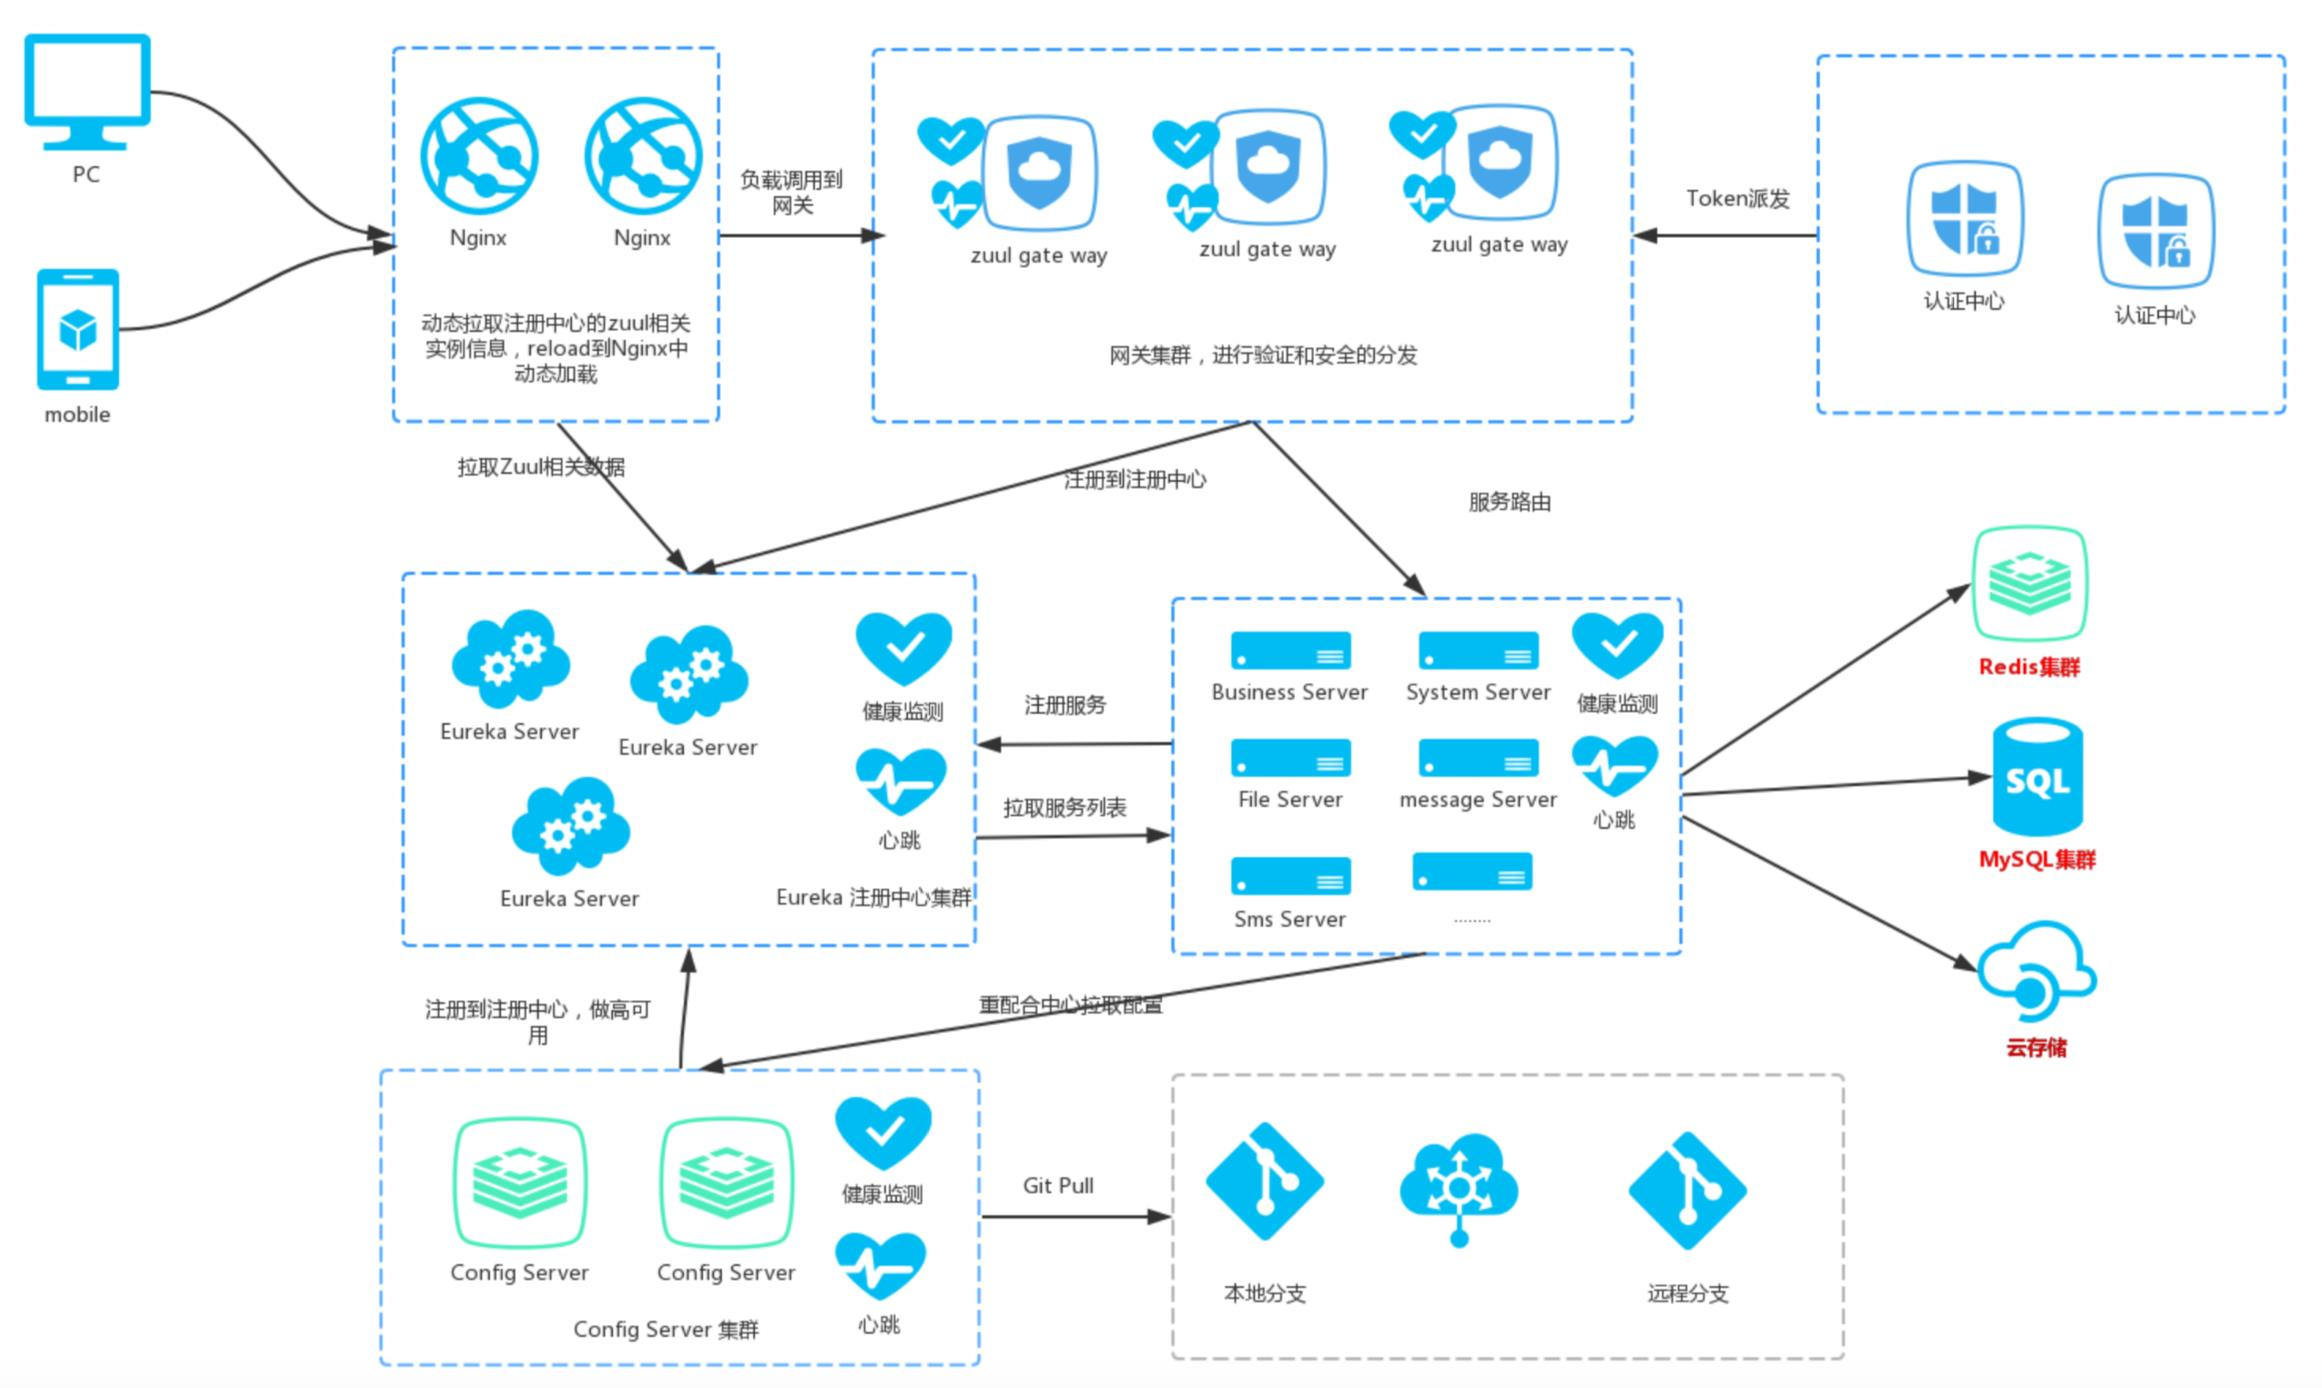 PC
mobile
Nginx
Nginx
动态拉取注册中心的zuul相关
实例信息，reload到Nginx中
动态加载
负载调用到
网关
zuul gate way
zuul gate way
zuul gate way
网关集群，进行验证和安全的分发
Token派发
认证中心
认证中心
拉取Zuul相关数据
注册到注册中心
服务路由
Eureka Server
Eureka Server
Eureka Server
健康监测
心跳
Eureka 注册中心集群
注册服务
拉取服务列表
Business Server
System Server
健康监测
File Server
message Server
心跳
Sms Server
........
Redis集群
SQL
MySQL集群
云存储
注册到注册中心，做高可
用
重配合中心拉取配置
Config Server
Config Server
健康监测
心跳
Config Server 集群
Git Pull
本地分支
远程分支